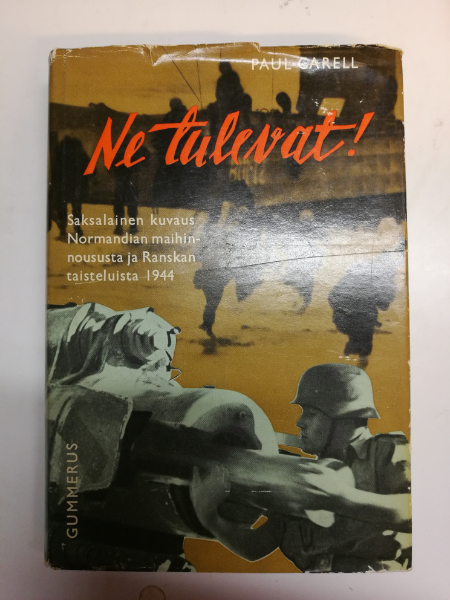 PAUL CARELL
Ne tulevat!
Saksalainen kuvaus
Normandian maihin-
noususta ja Ranskan
taisteluista 1944
GUMMERUS